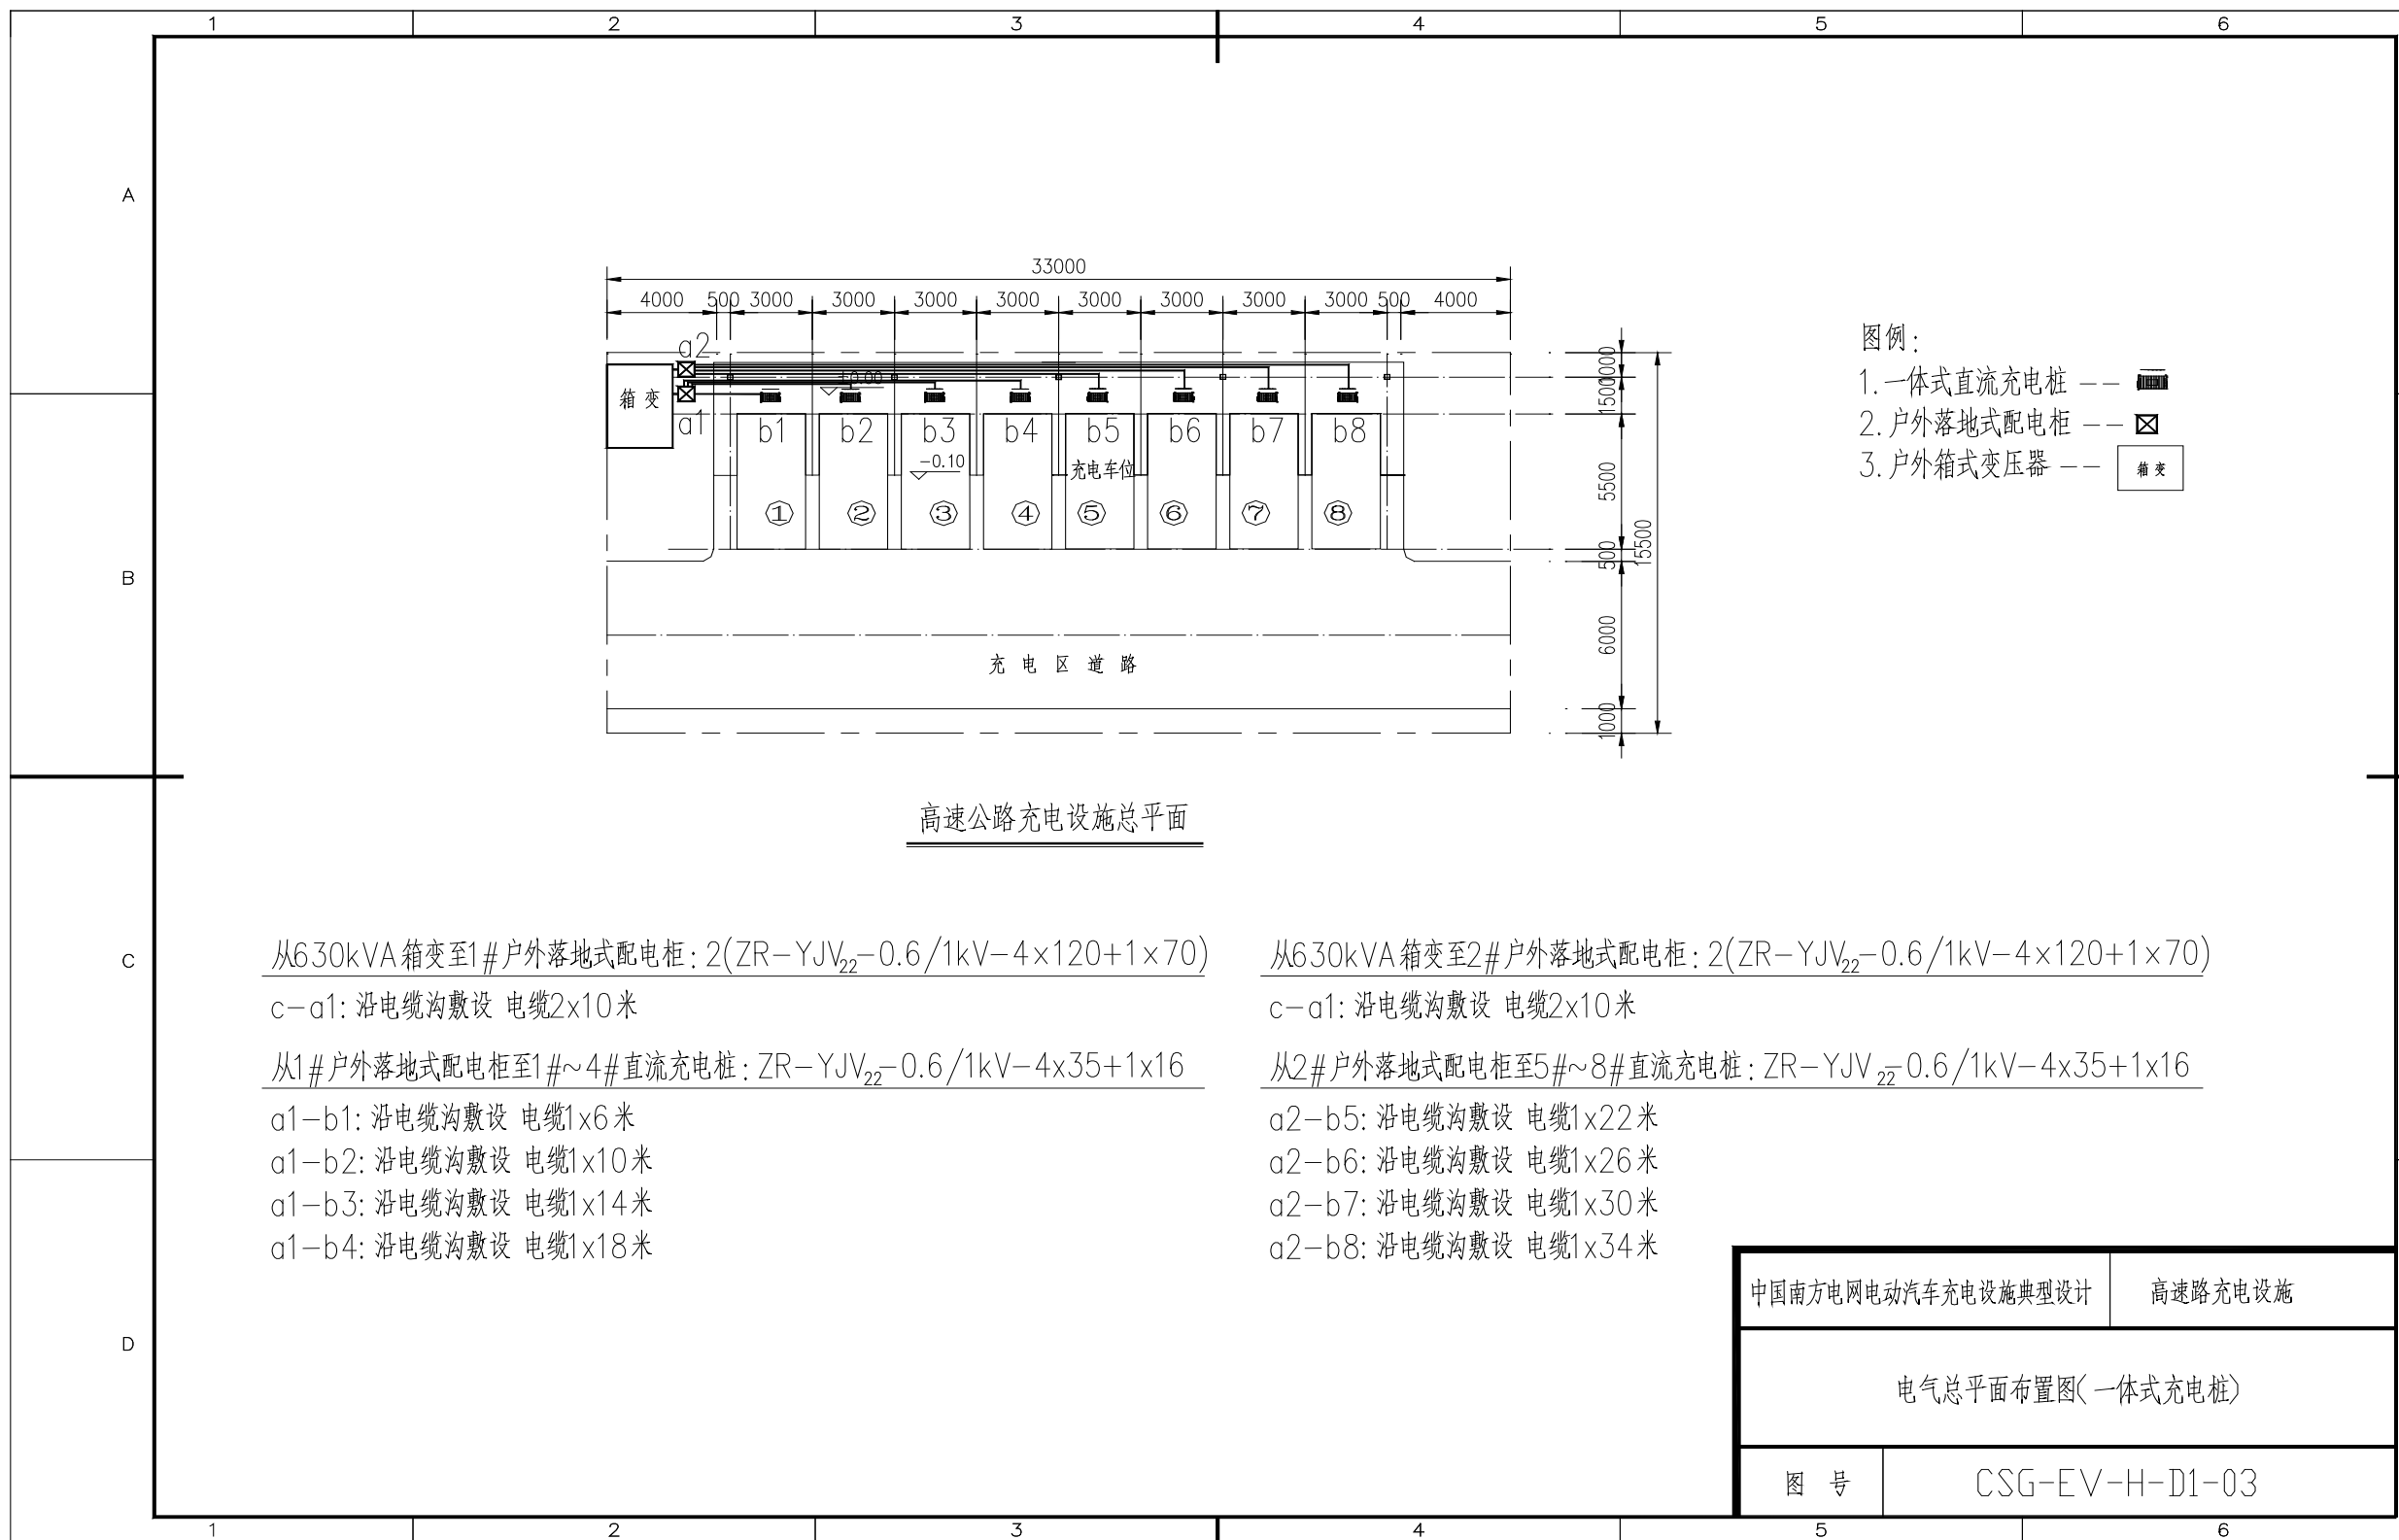 1 2 3 4 5 6
A
B
C
D
33000
4000 500 3000 3000 3000 3000 3000 3000 3000 3000 500 4000
a2
±0.00
箱 变
a1
b1 b2 b3 b4 b5 b6 b7 b8
-0.10
充电车位
① ② ③ ④ ⑤ ⑥ ⑦ ⑧
1000
1500
5500
500
6000
1000
15500
充 电 区 道 路
图例:
1.一体式直流充电桩 --
2.户外落地式配电柜 --
3.户外箱式变压器 -- 箱 变
高速公路充电设施总平面
从630kVA箱变至1#户外落地式配电柜: 2(ZR-YJV22-0.6/1kV-4x120+1x70)
c-a1: 沿电缆沟敷设 电缆2x10米
从1#户外落地式配电柜至1#~4#直流充电桩: ZR-YJV22-0.6/1kV-4x35+1x16
a1-b1: 沿电缆沟敷设 电缆1x6米
a1-b2: 沿电缆沟敷设 电缆1x10米
a1-b3: 沿电缆沟敷设 电缆1x14米
a1-b4: 沿电缆沟敷设 电缆1x18米
从630kVA箱变至2#户外落地式配电柜: 2(ZR-YJV22-0.6/1kV-4x120+1x70)
c-a1: 沿电缆沟敷设 电缆2x10米
从2#户外落地式配电柜至5#~8#直流充电桩: ZR-YJV22-0.6/1kV-4x35+1x16
a2-b5: 沿电缆沟敷设 电缆1x22米
a2-b6: 沿电缆沟敷设 电缆1x26米
a2-b7: 沿电缆沟敷设 电缆1x30米
a2-b8: 沿电缆沟敷设 电缆1x34米
中国南方电网电动汽车充电设施典型设计 高速路充电设施
电气总平面布置图(一体式充电桩)
图 号 CSG-EV-H-D1-03
1 2 3 4 5 6